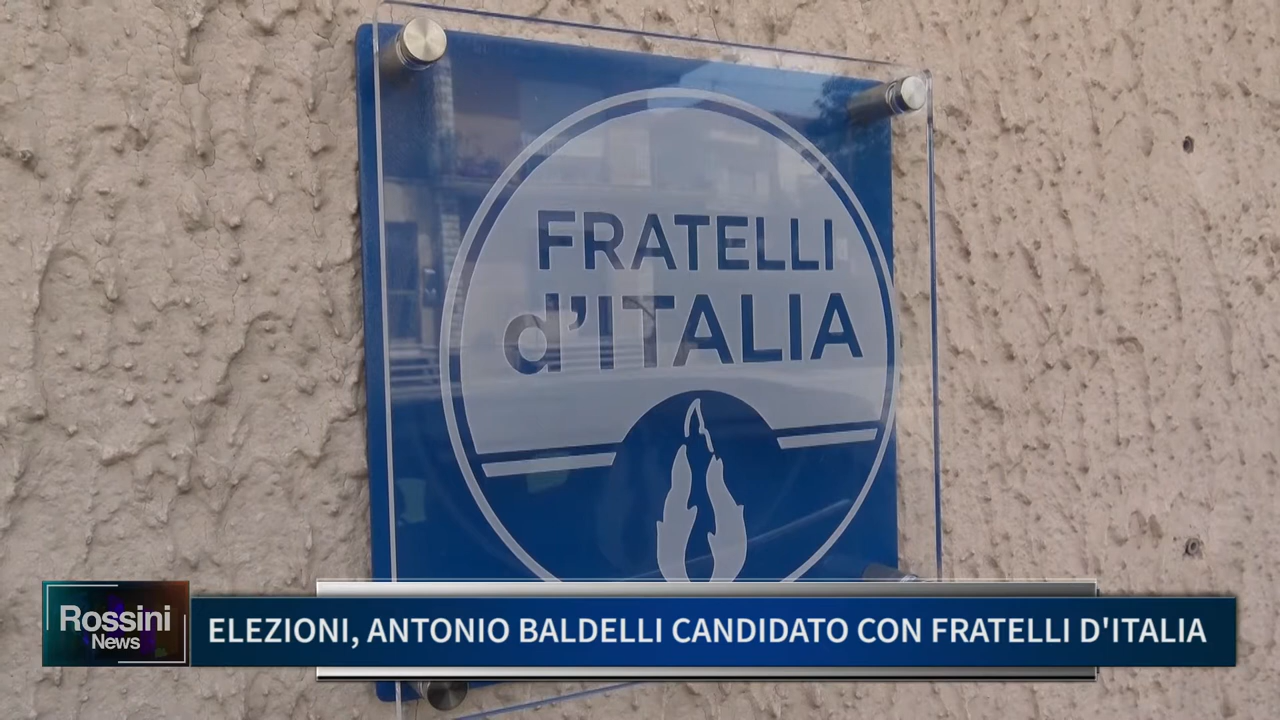 FRATELLI
d'ITALIA
Rossini
News
ELEZIONI, ANTONIO BALDELLI CANDIDATO CON FRATELLI D'ITALIA